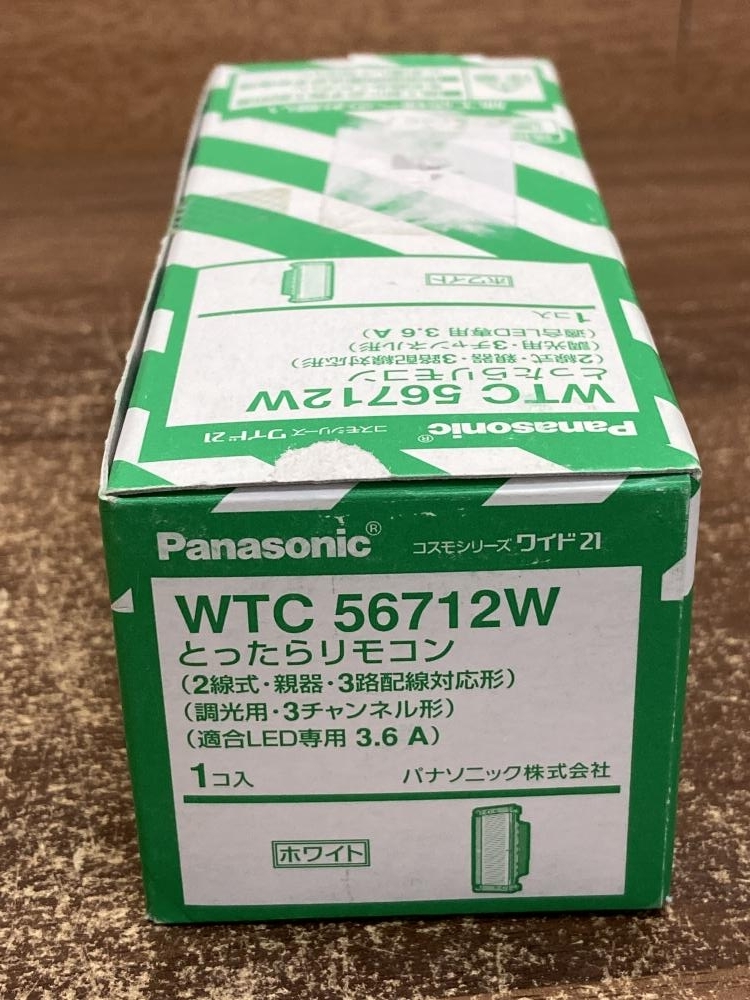 ホワイト
1コ入
(適合LED専用 3.6 A)
(調光用・3チャンネル形)
(2線式・親器・3路配線対応形)
とったらリモコン
WTC 56712W
Panasonic® コスモシリーズ ワイド21
Panasonic® コスモシリーズ ワイド21
WTC 56712W
とったらリモコン
(2線式・親器・3路配線対応形)
(調光用・3チャンネル形)
(適合LED専用 3.6 A)
1コ入 パナソニック株式会社
ホワイト